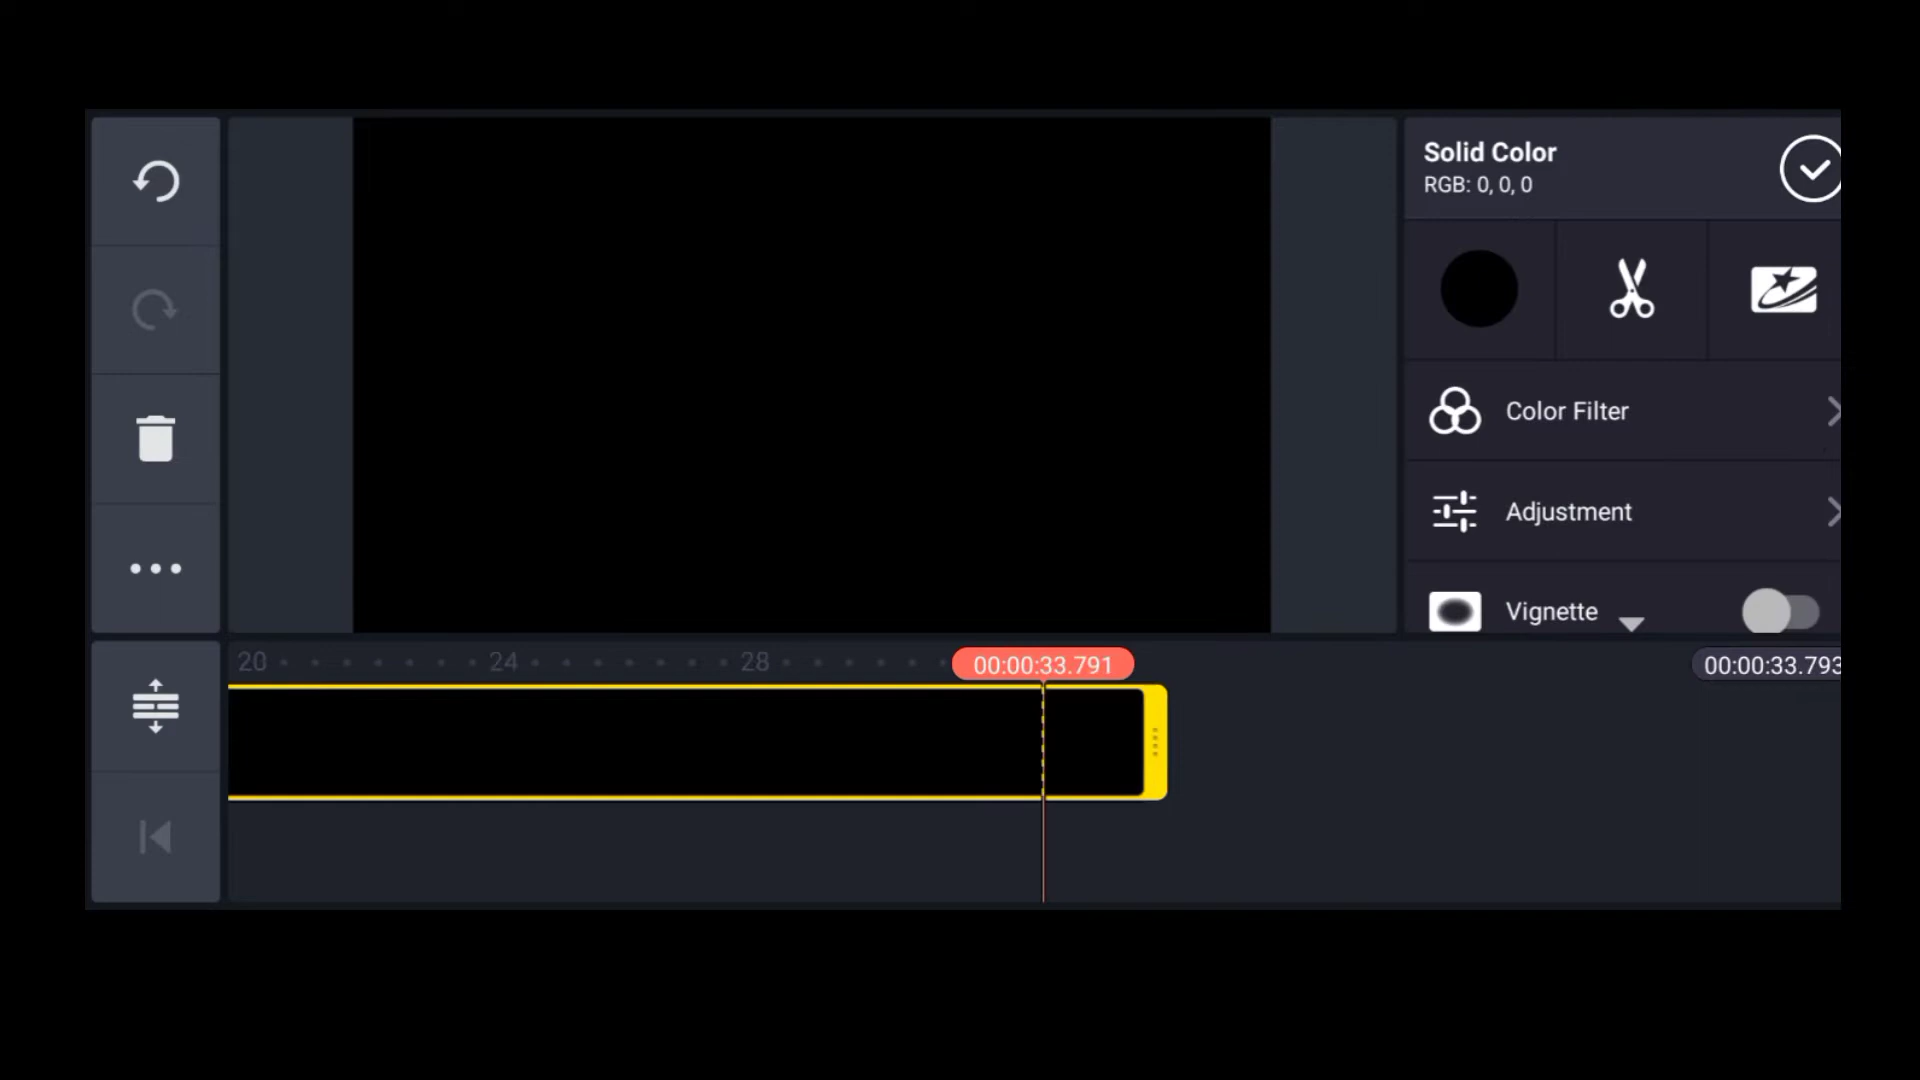 Solid Color
RGB: 0, 0, 0
Color Filter
Adjustment
Vignette
20 24 28 00:00:33.791 00:00:33.793